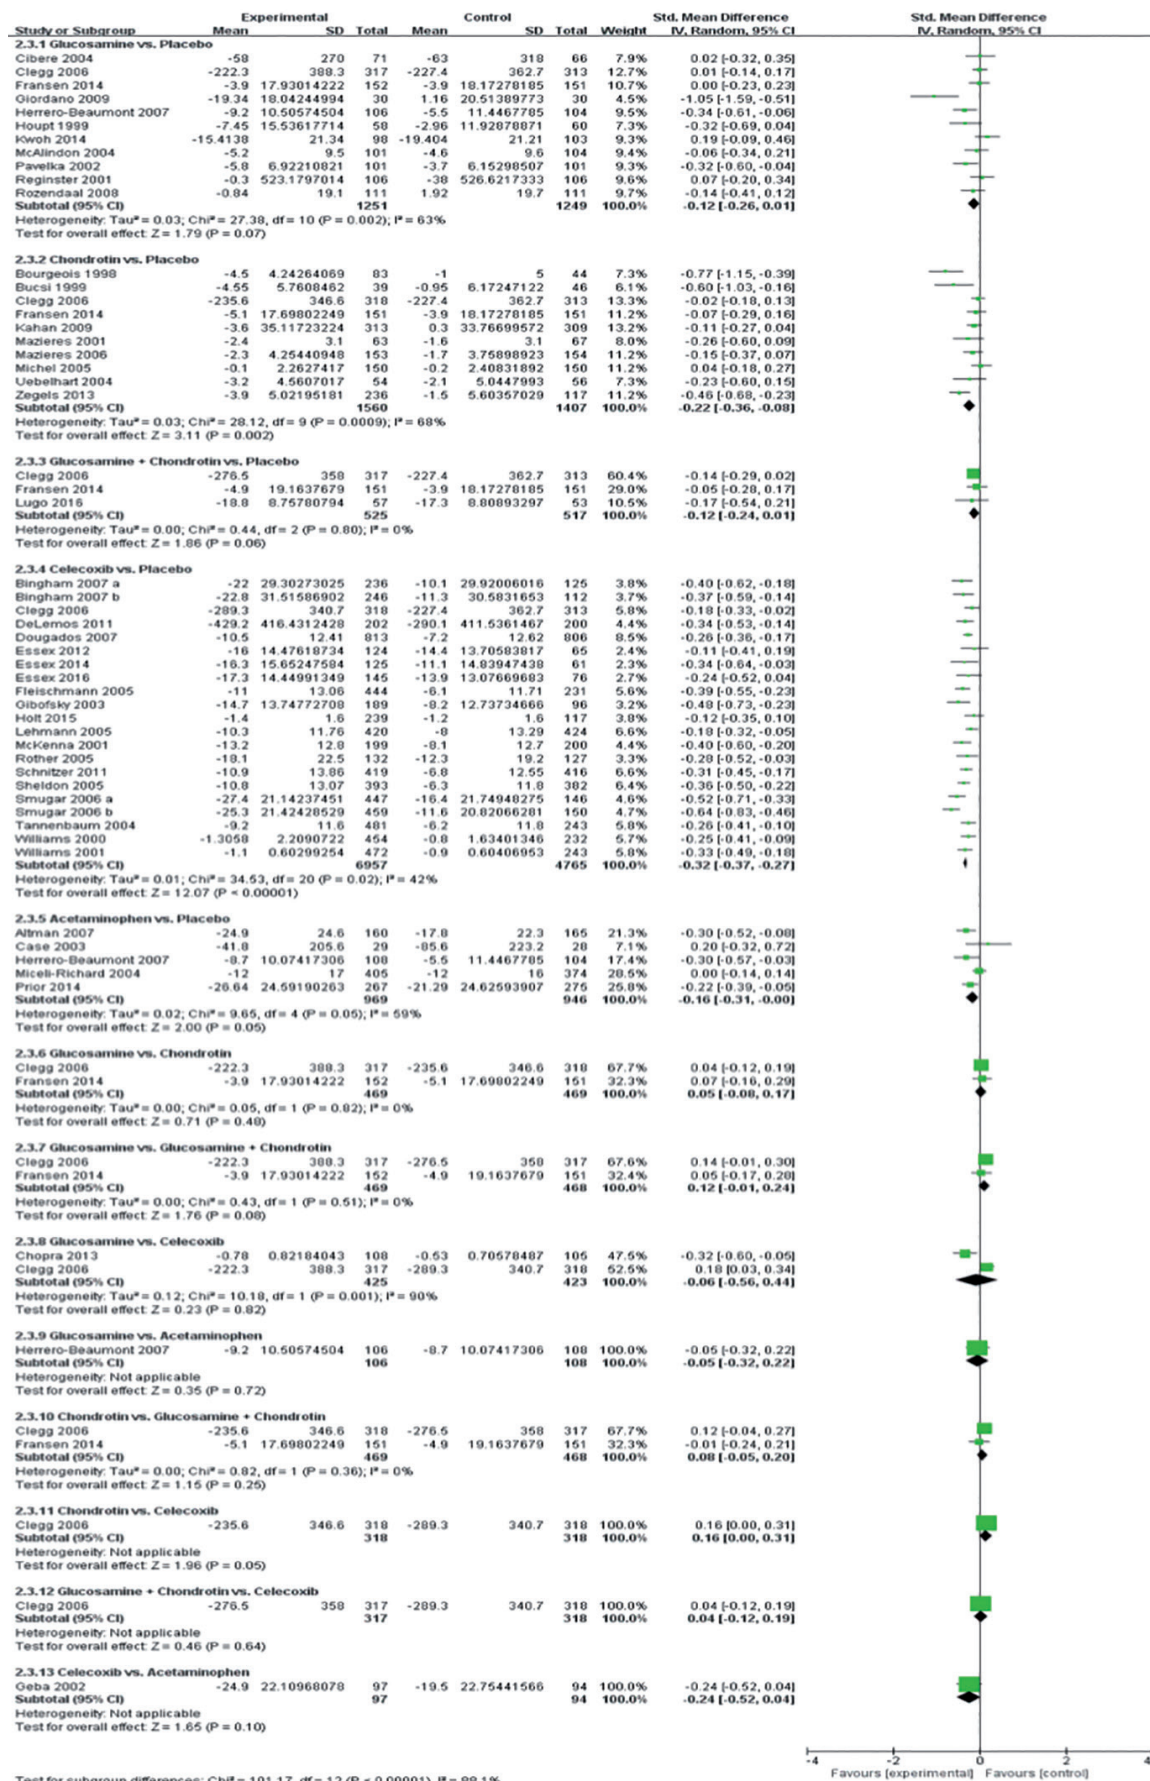 Experimental Control Std. Mean Difference Std. Mean Difference
Study or Subgroup Mean SD Total Mean SD Total Weight IV, Random, 95% CI IV, Random, 95% CI
2.3.1 Glucosamine vs. Placebo
Cibere 2004 -58 270 71 -63 318 66 7.9% 0.02 [-0.32, 0.35]
Clegg 2006 -222.3 388.3 317 -227.4 362.7 313 12.7% 0.01 [-0.14, 0.17]
Fransen 2014 -3.9 17.93014222 152 -3.9 18.17278185 151 10.7% 0.00 [-0.23, 0.23]
Giordano 2009 -19.34 18.04244994 30 1.16 20.51389773 30 4.5% -1.05 [-1.59, -0.51]
Herrero-Beaumont 2007 -9.2 10.50574504 106 -5.5 11.4467785 104 9.5% -0.34 [-0.61, -0.06]
Houpt 1999 -7.45 15.53617714 58 -2.96 11.92878871 60 7.1% -0.32 [-0.69, 0.04]
Kwoh 2014 -15.4138 21.34 98 -19.404 21.21 103 9.4% 0.19 [-0.09, 0.46]
McAlindon 2004 -5.2 9.5 101 -4.6 9.6 104 9.4% -0.06 [-0.34, 0.21]
Pavelka 2002 -5.8 6.92210821 101 -3.7 6.15298507 101 9.4% -0.32 [-0.60, -0.04]
Reginster 2001 -0.3 523.1797014 106 -38 526.6217333 106 9.6% 0.07 [-0.20, 0.34]
Rozendaal 2008 -0.84 19.1 111 1.92 19.7 111 9.7% -0.14 [-0.41, 0.12]
Subtotal (95% CI) 1251 1249 100.0% -0.12 [-0.26, 0.01]
Heterogeneity: Tau² = 0.03; Chi² = 27.38, df = 10 (P = 0.002); I² = 63%
Test for overall effect: Z = 1.79 (P = 0.07)
2.3.2 Chondrotin vs. Placebo
Bourgeois 1998 -4.5 4.24264069 83 -1 5 44 7.3% -0.77 [-1.15, -0.39]
Bucsi 1999 -4.55 5.7608462 39 -0.95 6.17247122 46 6.1% -0.60 [-1.03, -0.16]
Clegg 2006 -235.6 346.6 318 -227.4 362.7 313 13.3% -0.02 [-0.18, 0.13]
Fransen 2014 -5.1 17.69802249 151 -3.9 18.17278185 151 11.2% -0.07 [-0.29, 0.16]
Kahan 2009 -3.6 35.11723224 313 0.3 33.76699572 309 13.2% -0.11 [-0.27, 0.04]
Mazieres 2001 -2.4 3.1 63 -1.6 3.1 67 8.0% -0.26 [-0.60, 0.09]
Mazieres 2006 -2.3 4.25440948 153 -1.7 3.75898923 154 11.2% -0.15 [-0.37, 0.07]
Michel 2005 -0.1 2.2627417 150 -0.2 2.40831892 150 11.2% 0.04 [-0.18, 0.27]
Uebelhart 2004 -3.2 4.5607017 54 -2.1 5.0447993 56 7.3% -0.23 [-0.60, 0.15]
Zegels 2013 -3.9 5.02195181 236 -1.5 5.60357029 117 11.2% -0.46 [-0.68, -0.23]
Subtotal (95% CI) 1560 1407 100.0% -0.22 [-0.36, -0.08]
Heterogeneity: Tau² = 0.03; Chi² = 28.12, df = 9 (P = 0.0009); I² = 68%
Test for overall effect: Z = 3.11 (P = 0.002)
2.3.3 Glucosamine + Chondrotin vs. Placebo
Clegg 2006 -276.5 358 317 -227.4 362.7 313 60.4% -0.14 [-0.29, 0.02]
Fransen 2014 -4.9 19.1637679 151 -3.9 18.17278185 151 29.0% -0.05 [-0.28, 0.17]
Lugo 2016 -18.8 8.75780794 57 -17.3 8.80893297 53 10.5% -0.17 [-0.54, 0.21]
Subtotal (95% CI) 525 517 100.0% -0.12 [-0.24, 0.01]
Heterogeneity: Tau² = 0.00; Chi² = 0.44, df = 2 (P = 0.80); I² = 0%
Test for overall effect: Z = 1.86 (P = 0.06)
2.3.4 Celecoxib vs. Placebo
Bingham 2007 a -22 29.30273025 236 -10.1 29.92006016 125 3.8% -0.40 [-0.62, -0.18]
Bingham 2007 b -22.8 31.51586902 246 -11.3 30.5831653 112 3.7% -0.37 [-0.59, -0.14]
Clegg 2006 -289.3 340.7 318 -227.4 362.7 313 5.8% -0.18 [-0.33, -0.02]
DeLemos 2011 -429.2 416.4312428 202 -290.1 411.5361467 200 4.4% -0.34 [-0.53, -0.14]
Dougados 2007 -10.5 12.41 813 -7.2 12.62 806 8.5% -0.26 [-0.36, -0.17]
Essex 2012 -16 14.47618734 124 -14.4 13.70583817 65 2.4% -0.11 [-0.41, 0.19]
Essex 2014 -16.3 15.65247584 125 -11.1 14.83947438 61 2.3% -0.34 [-0.64, -0.03]
Essex 2016 -17.3 14.44991349 145 -13.9 13.07669683 76 2.7% -0.24 [-0.52, 0.04]
Fleischmann 2005 -11 13.06 444 -6.1 11.71 231 5.6% -0.39 [-0.55, -0.23]
Gibofsky 2003 -14.7 13.74772708 189 -8.2 12.73734666 96 3.2% -0.48 [-0.73, -0.23]
Holt 2015 -1.4 1.6 239 -1.2 1.6 117 3.8% -0.12 [-0.35, 0.10]
Lehmann 2005 -10.3 11.76 420 -8 13.29 424 6.7% -0.18 [-0.32, -0.05]
McKenna 2001 -13.2 12.8 199 -8.1 12.7 200 4.4% -0.40 [-0.60, -0.20]
Rother 2005 -18.1 22.5 132 -12.3 19.2 127 3.3% -0.28 [-0.52, -0.03]
Schnitzer 2011 -10.9 13.86 419 -6.8 12.55 416 6.6% -0.31 [-0.45, -0.17]
Sheldon 2005 -10.8 13.07 393 -6.3 11.8 382 6.4% -0.36 [-0.50, -0.22]
Smugar 2006 a -27.4 21.14237451 447 -16.4 21.74948275 146 4.6% -0.52 [-0.71, -0.33]
Smugar 2006 b -25.3 21.42428529 459 -11.6 20.82066281 150 4.7% -0.64 [-0.83, -0.46]
Tannenbaum 2004 -9.2 11.6 481 -6.2 11.8 243 5.8% -0.26 [-0.41, -0.10]
Williams 2000 -1.3058 2.2090722 454 -0.8 1.63401346 232 5.7% -0.25 [-0.41, -0.09]
Williams 2001 -1.1 0.60299254 472 -0.9 0.60406953 243 5.8% -0.33 [-0.49, -0.18]
Subtotal (95% CI) 6957 4765 100.0% -0.32 [-0.37, -0.27]
Heterogeneity: Tau² = 0.01; Chi² = 34.53, df = 20 (P = 0.02); I² = 42%
Test for overall effect: Z = 12.07 (P < 0.00001)
2.3.5 Acetaminophen vs. Placebo
Altman 2007 -24.9 24.6 160 -17.8 22.3 165 21.3% -0.30 [-0.52, -0.08]
Case 2003 -41.8 205.6 29 -85.6 223.2 28 7.1% 0.20 [-0.32, 0.72]
Herrero-Beaumont 2007 -8.7 10.07417306 108 -5.5 11.4467785 104 17.4% -0.30 [-0.57, -0.03]
Miceli-Richard 2004 -12 17 405 -12 16 374 28.5% 0.00 [-0.14, 0.14]
Prior 2014 -26.64 24.59190263 267 -21.29 24.62593907 275 25.8% -0.22 [-0.39, -0.05]
Subtotal (95% CI) 969 946 100.0% -0.16 [-0.31, -0.00]
Heterogeneity: Tau² = 0.02; Chi² = 9.65, df = 4 (P = 0.05); I² = 59%
Test for overall effect: Z = 2.00 (P = 0.05)
2.3.6 Glucosamine vs. Chondrotin
Clegg 2006 -222.3 388.3 317 -235.6 346.6 318 67.7% 0.04 [-0.12, 0.19]
Fransen 2014 -3.9 17.93014222 152 -5.1 17.69802249 151 32.3% 0.07 [-0.16, 0.29]
Subtotal (95% CI) 469 469 100.0% 0.05 [-0.08, 0.17]
Heterogeneity: Tau² = 0.00; Chi² = 0.05, df = 1 (P = 0.82); I² = 0%
Test for overall effect: Z = 0.71 (P = 0.48)
2.3.7 Glucosamine vs. Glucosamine + Chondrotin
Clegg 2006 -222.3 388.3 317 -276.5 358 317 67.6% 0.14 [-0.01, 0.30]
Fransen 2014 -3.9 17.93014222 152 -4.9 19.1637679 151 32.4% 0.05 [-0.17, 0.28]
Subtotal (95% CI) 469 468 100.0% 0.12 [-0.01, 0.24]
Heterogeneity: Tau² = 0.00; Chi² = 0.43, df = 1 (P = 0.51); I² = 0%
Test for overall effect: Z = 1.76 (P = 0.08)
2.3.8 Glucosamine vs. Celecoxib
Chopra 2013 -0.78 0.82184043 108 -0.53 0.70578487 105 47.5% -0.32 [-0.60, -0.05]
Clegg 2006 -222.3 388.3 317 -289.3 340.7 318 52.5% 0.18 [0.03, 0.34]
Subtotal (95% CI) 425 423 100.0% -0.06 [-0.56, 0.44]
Heterogeneity: Tau² = 0.12; Chi² = 10.18, df = 1 (P = 0.001); I² = 90%
Test for overall effect: Z = 0.23 (P = 0.82)
2.3.9 Glucosamine vs. Acetaminophen
Herrero-Beaumont 2007 -9.2 10.50574504 106 -8.7 10.07417306 108 100.0% -0.05 [-0.32, 0.22]
Subtotal (95% CI) 106 108 100.0% -0.05 [-0.32, 0.22]
Heterogeneity: Not applicable
Test for overall effect: Z = 0.35 (P = 0.72)
2.3.10 Chondrotin vs. Glucosamine + Chondrotin
Clegg 2006 -235.6 346.6 318 -276.5 358 317 67.7% 0.12 [-0.04, 0.27]
Fransen 2014 -5.1 17.69802249 151 -4.9 19.1637679 151 32.3% -0.01 [-0.24, 0.21]
Subtotal (95% CI) 469 468 100.0% 0.08 [-0.05, 0.20]
Heterogeneity: Tau² = 0.00; Chi² = 0.82, df = 1 (P = 0.36); I² = 0%
Test for overall effect: Z = 1.15 (P = 0.25)
2.3.11 Chondrotin vs. Celecoxib
Clegg 2006 -235.6 346.6 318 -289.3 340.7 318 100.0% 0.16 [0.00, 0.31]
Subtotal (95% CI) 318 318 100.0% 0.16 [0.00, 0.31]
Heterogeneity: Not applicable
Test for overall effect: Z = 1.96 (P = 0.05)
2.3.12 Glucosamine + Chondrotin vs. Celecoxib
Clegg 2006 -276.5 358 317 -289.3 340.7 318 100.0% 0.04 [-0.12, 0.19]
Subtotal (95% CI) 317 318 100.0% 0.04 [-0.12, 0.19]
Heterogeneity: Not applicable
Test for overall effect: Z = 0.46 (P = 0.64)
2.3.13 Celecoxib vs. Acetaminophen
Geba 2002 -24.9 22.10968078 97 -19.5 22.75441566 94 100.0% -0.24 [-0.52, 0.04]
Subtotal (95% CI) 97 94 100.0% -0.24 [-0.52, 0.04]
Heterogeneity: Not applicable
Test for overall effect: Z = 1.65 (P = 0.10)
-4 -2 0 2 4
Favours [experimental] Favours [control]
Test for subgroup differences: Chi² = 101.17, df = 12 (P < 0.00001), I² = 88.1%